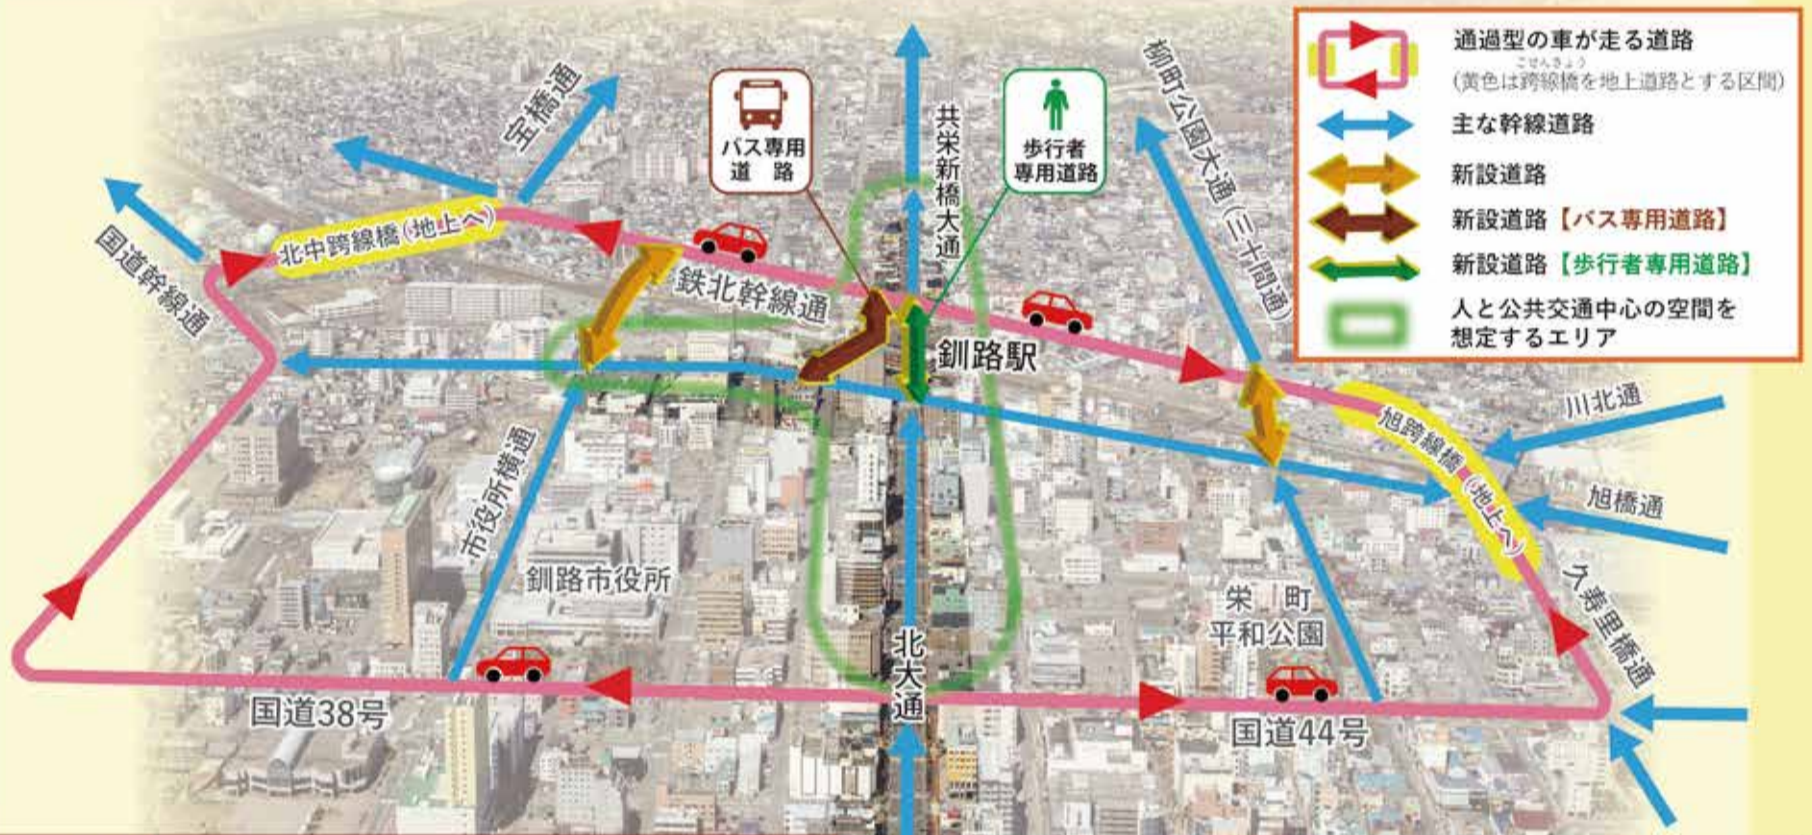 通過型の車が走る道路
こせんきょう
(黄色は跨線橋を地上道路とする区間)
主な幹線道路
新設道路
新設道路【バス専用道路】
新設道路【歩行者専用道路】
人と公共交通中心の空間を
想定するエリア
宝橋通
バス専用
道 路
共栄新橋大通
歩行者
専用道路
柳町公園大通(三十間通)
国道幹線通
北中跨線橋(地上へ)
鉄北幹線通
釧路駅
川北通
旭跨線橋(地上へ)
旭橋通
市役所横通
釧路市役所
栄 町
平和公園
久寿里橋通
北大通
国道38号
国道44号